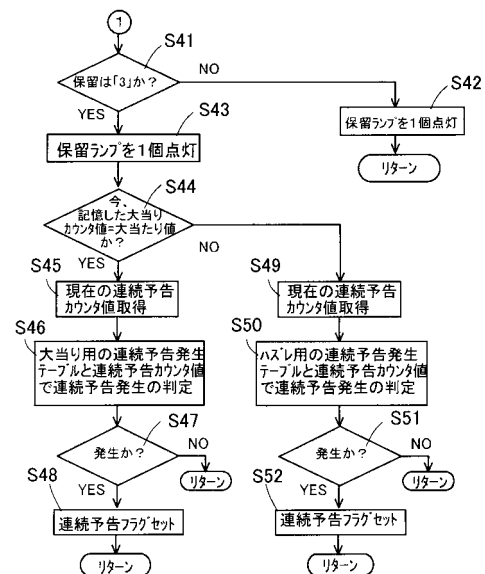 1
S41
保留は「3」か？
NO
S42
YES
S43
保留ランプを1個点灯
保留ランプを1個点灯
リターン
S44
今、
記憶した大当り
カウンタ値=大当たり値
か？
NO
YES
S45
現在の連続予告
カウンタ値取得
S49
現在の連続予告
カウンタ値取得
S46
大当り用の連続予告発生
テーブルと連続予告カウンタ値
で連続予告発生の判定
S50
ハズレ用の連続予告発生
テーブルと連続予告カウンタ値
で連続予告発生の判定
S47
発生か？
NO
リターン
YES
S51
発生か？
NO
リターン
YES
S48
連続予告フラグセット
リターン
S52
連続予告フラグセット
リターン